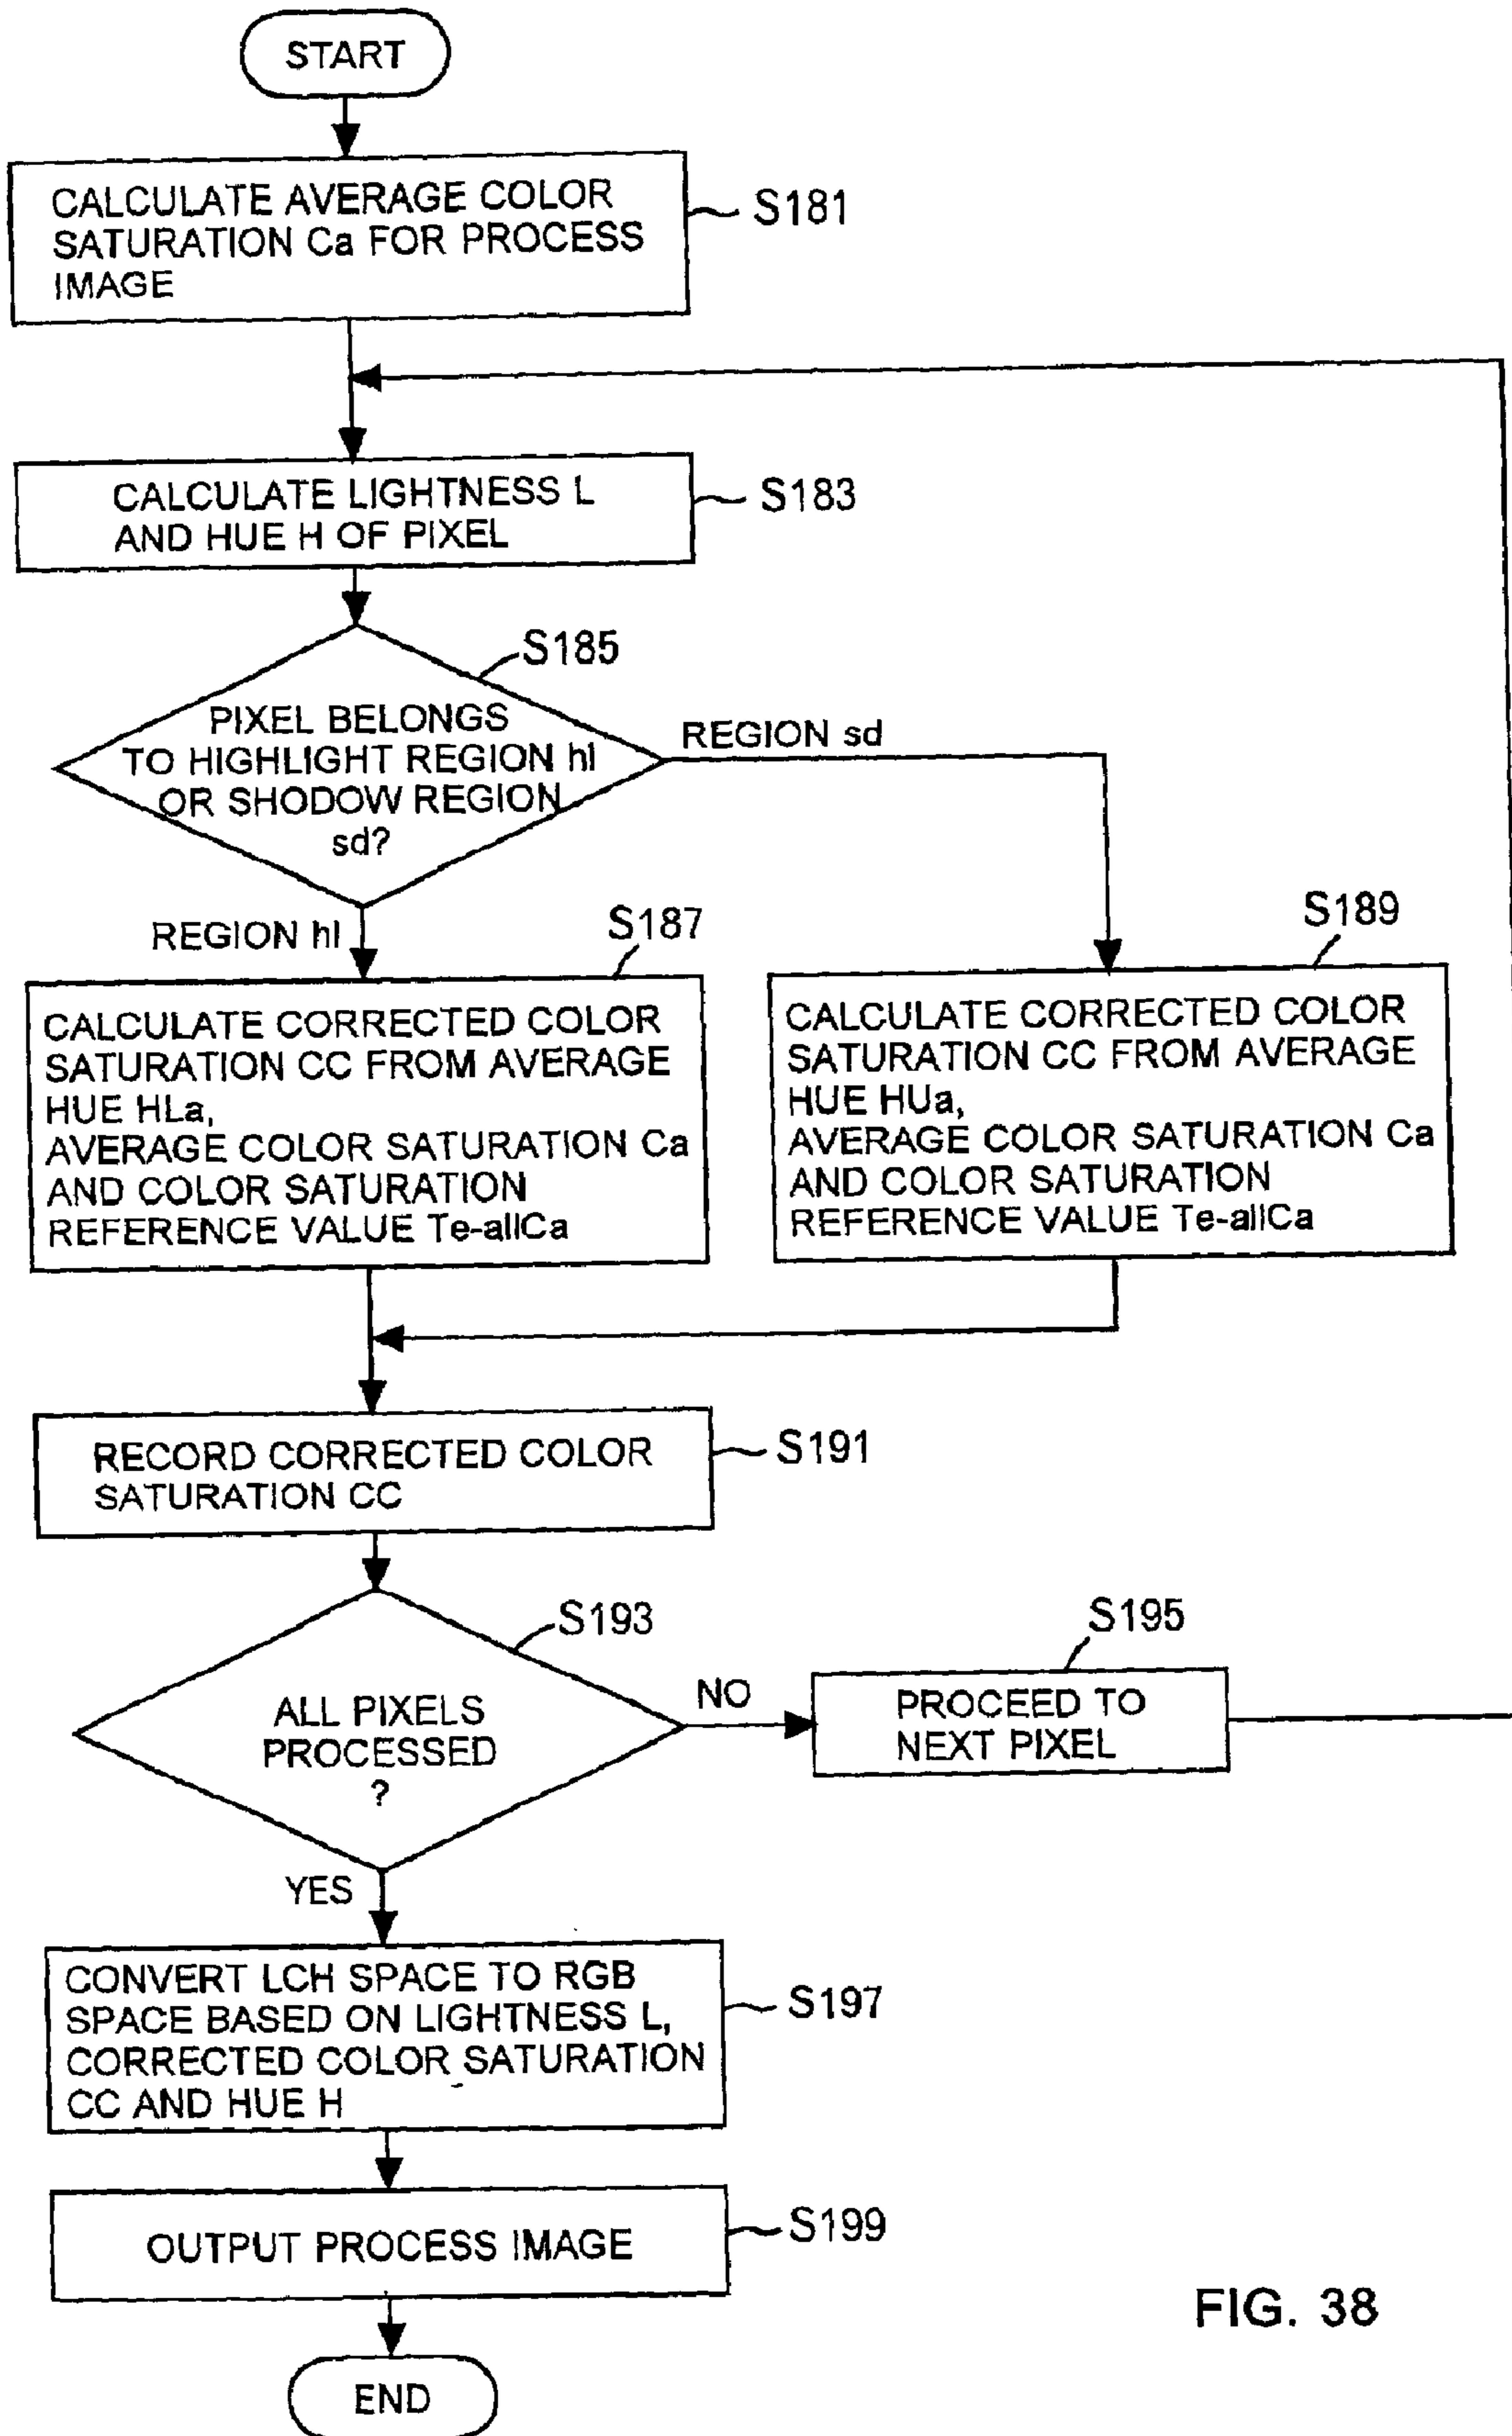 START
CALCULATE AVERAGE COLOR
SATURATION Ca FOR PROCESS
IMAGE
S181
CALCULATE LIGHTNESS L
AND HUE H OF PIXEL
S183
S185
PIXEL BELONGS
TO HIGHLIGHT REGION hl
OR SHODOW REGION
sd?
REGION sd
REGION hl
S187
CALCULATE CORRECTED COLOR
SATURATION CC FROM AVERAGE
HUE HLa,
AVERAGE COLOR SATURATION Ca
AND COLOR SATURATION
REFERENCE VALUE Te-allCa
S189
CALCULATE CORRECTED COLOR
SATURATION CC FROM AVERAGE
HUE HUa,
AVERAGE COLOR SATURATION Ca
AND COLOR SATURATION
REFERENCE VALUE Te-allCa
RECORD CORRECTED COLOR
SATURATION CC
S191
S193
ALL PIXELS
PROCESSED
?
NO
S195
PROCEED TO
NEXT PIXEL
YES
CONVERT LCH SPACE TO RGB
SPACE BASED ON LIGHTNESS L,
CORRECTED COLOR SATURATION
CC AND HUE H
S197
OUTPUT PROCESS IMAGE
S199
END
FIG. 38